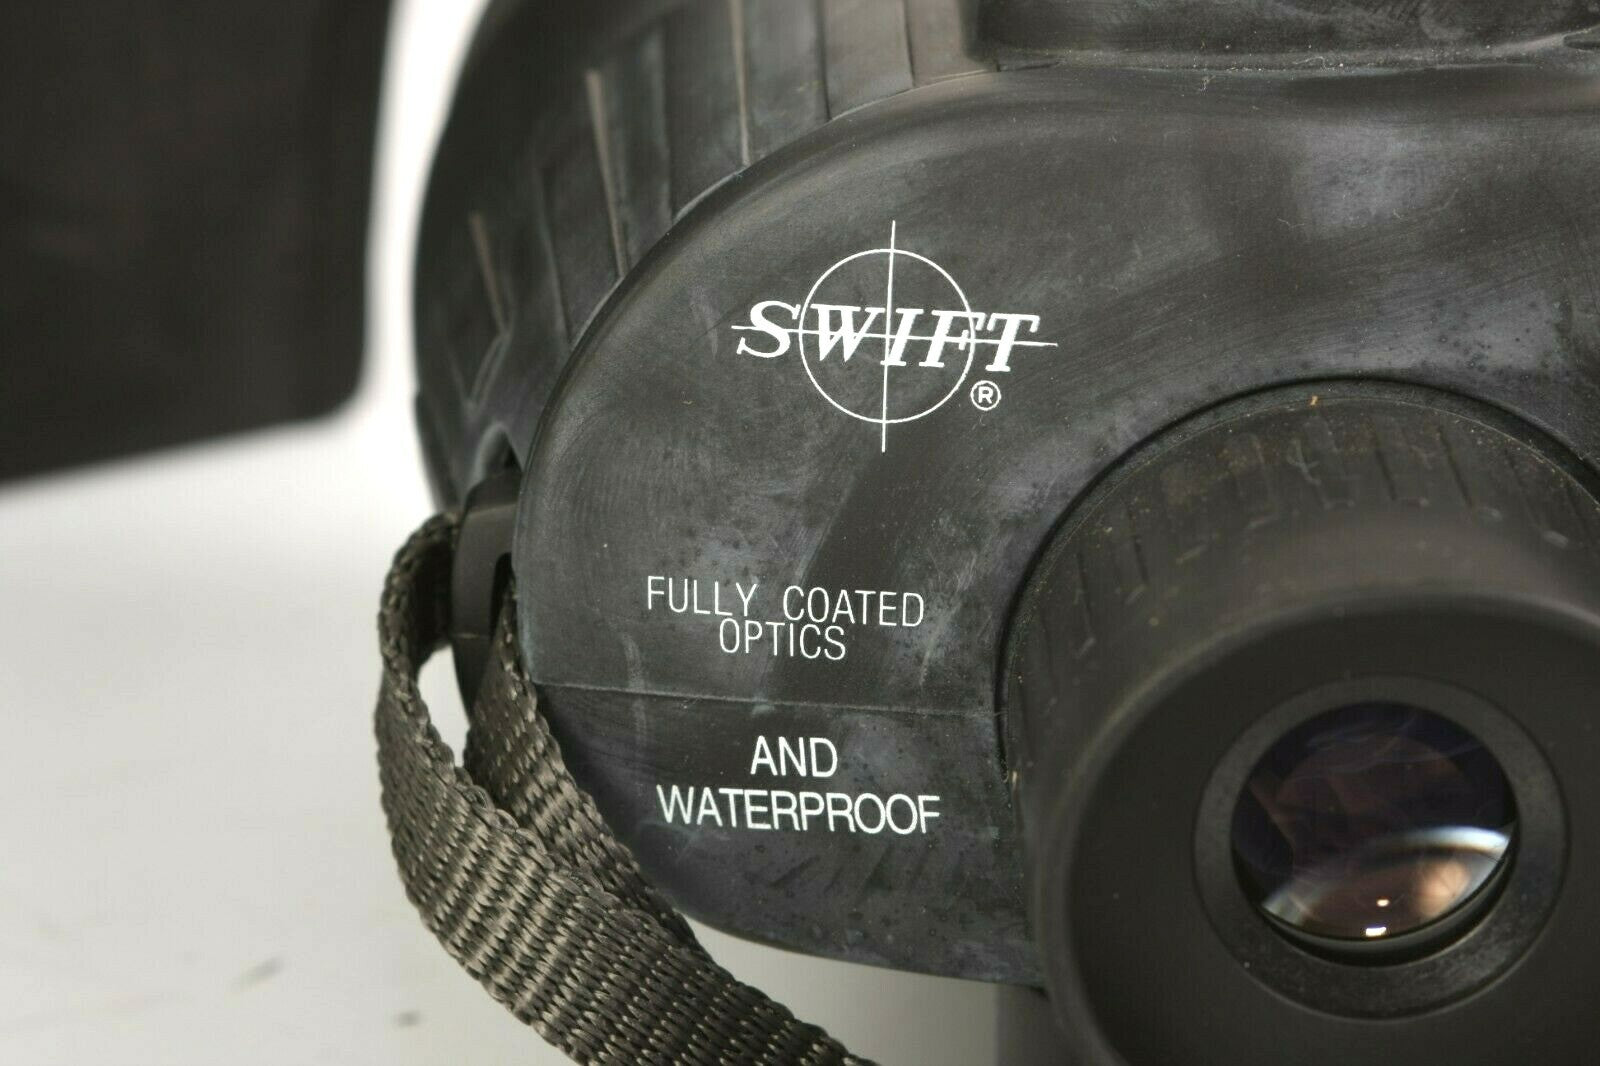 SWIFT
®
FULLY COATED
OPTICS
AND
WATERPROOF